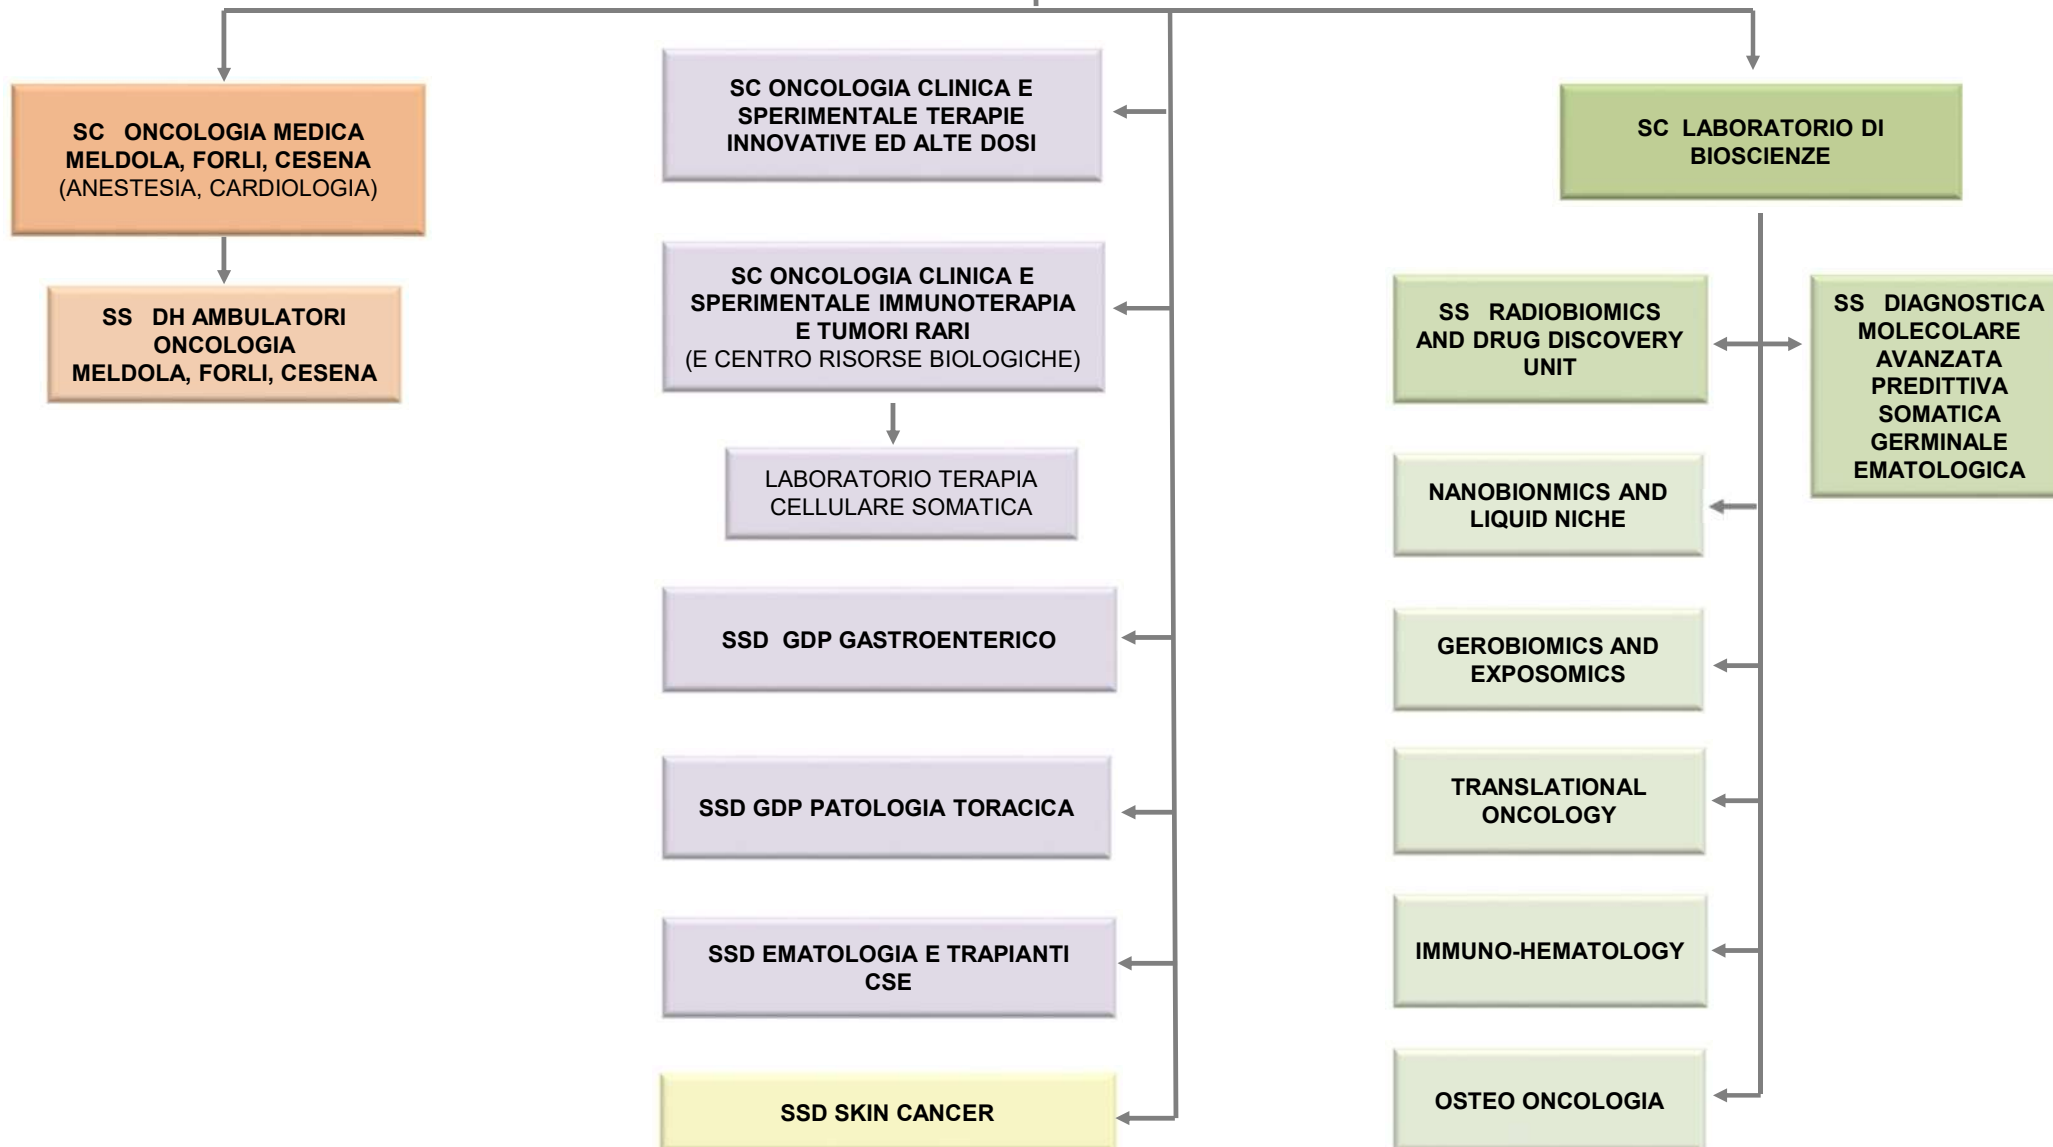 SC ONCOLOGIA MEDICA
MELDOLA, FORLI, CESENA
(ANESTESIA, CARDIOLOGIA)
SS DH AMBULATORI
ONCOLOGIA
MELDOLA, FORLI, CESENA
SC ONCOLOGIA CLINICA E
SPERIMENTALE TERAPIE
INNOVATIVE ED ALTE DOSI
SC ONCOLOGIA CLINICA E
SPERIMENTALE IMMUNOTERAPIA
E TUMORI RARI
(E CENTRO RISORSE BIOLOGICHE)
LABORATORIO TERAPIA
CELLULARE SOMATICA
SSD GDP GASTROENTERICO
SSD GDP PATOLOGIA TORACICA
SSD EMATOLOGIA E TRAPIANTI
CSE
SSD SKIN CANCER
SC LABORATORIO DI
BIOSCIENZE
SS RADIOBIOMICS
AND DRUG DISCOVERY
UNIT
SS DIAGNOSTICA
MOLECOLARE
AVANZATA
PREDITTIVA
SOMATICA
GERMINALE
EMATOLOGICA
NANOBIONMICS AND
LIQUID NICHE
GEROBIOMICS AND
EXPOSOMICS
TRANSLATIONAL
ONCOLOGY
IMMUNO-HEMATOLOGY
OSTEO ONCOLOGIA